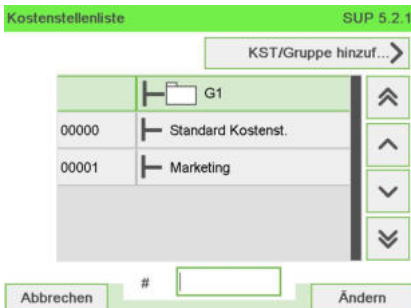 Kostenstellenliste SUP 5.2.1
KST/Gruppe hinzuf...
G1
00000 Standard Kostenst.
00001 Marketing
#
Abbrechen Ändern